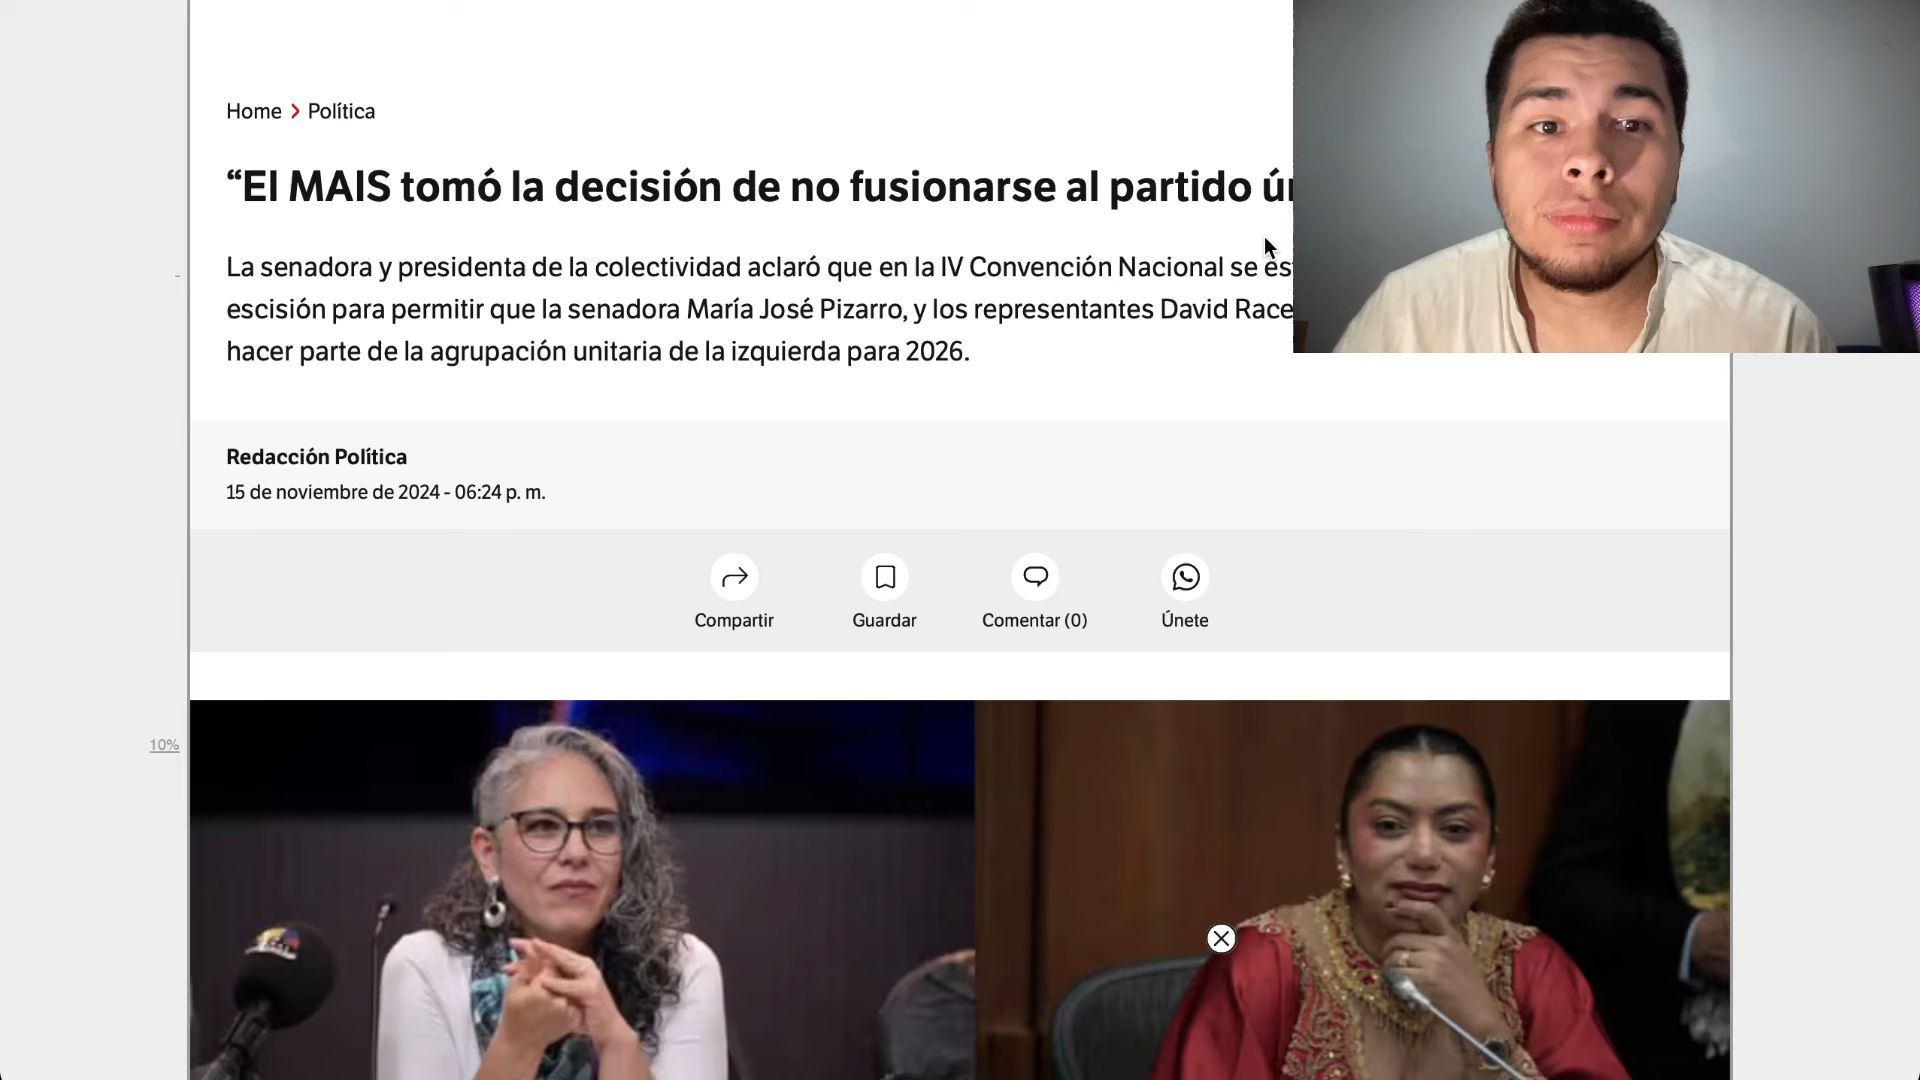 Home > Política
“El MAIS tomó la decisión de no fusionarse al partido
La senadora y presidenta de la colectividad aclaró que en la IV Convención Nacional se
escisión para permitir que la senadora María José Pizarro, y los representantes David Race
hacer parte de la agrupación unitaria de la izquierda para 2026.
Redacción Política
15 de noviembre de 2024 - 06:24 p. m.
Compartir
Guardar
Comentar (0)
Únete
10%